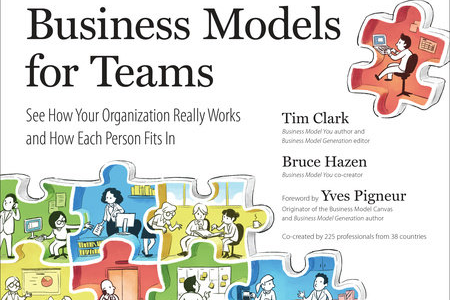 Business Models
for Teams
See How Your Organization Really Works
and How Each Person Fits In
Tim Clark
Business Model You author and
Business Model Generation editor
Bruce Hazen
Business Model You co-creator
Foreword by Yves Pigneur
Originator of the Business Model Canvas
and Business Model Generation author
Co-created by 225 professionals from 38 countries